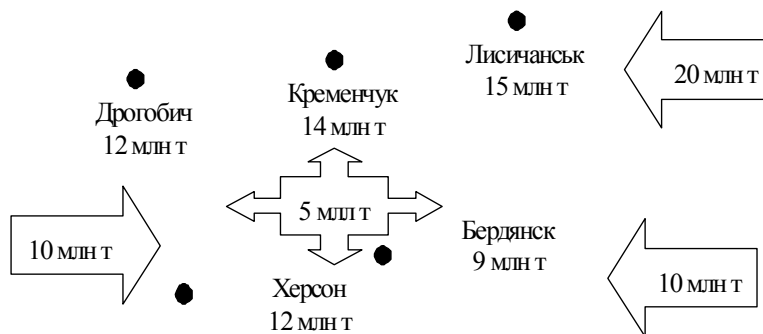 Лисичанськ
15 млн т
20 млн т
Кременчук
14 млн т
Дрогобич
12 млн т
5 млл т
10 млн т
Бердянск
9 млн т
10 млн т
Херсон
12 млн т